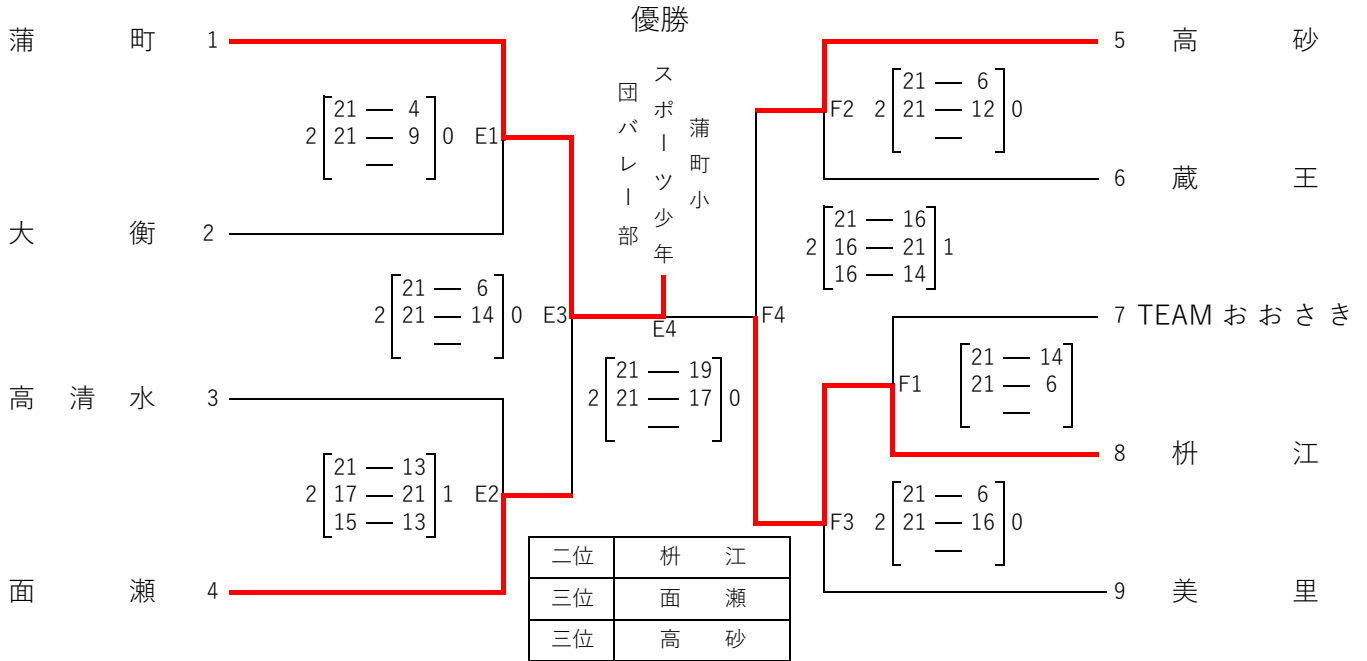 優勝
蒲町小
スポーツ少年
団バレー部
蒲町 1
大衡 2
高清水 3
面瀬 4
5 高砂
6 蔵王
7 TEAMおおさき
8 枡江
9 美里
E1
2 0
21 — 4
21 — 9
—
E2
2 1
21 — 13
17 — 21
15 — 13
E3
2 0
21 — 6
21 — 14
—
E4
2 0
21 — 19
21 — 17
—
F2
2 0
21 — 6
21 — 12
—
F4
2 1
21 — 16
16 — 21
16 — 14
F1
21 — 14
21 — 6
—
F3
2 0
21 — 6
21 — 16
—
二位 枡江
三位 面瀬
三位 高砂